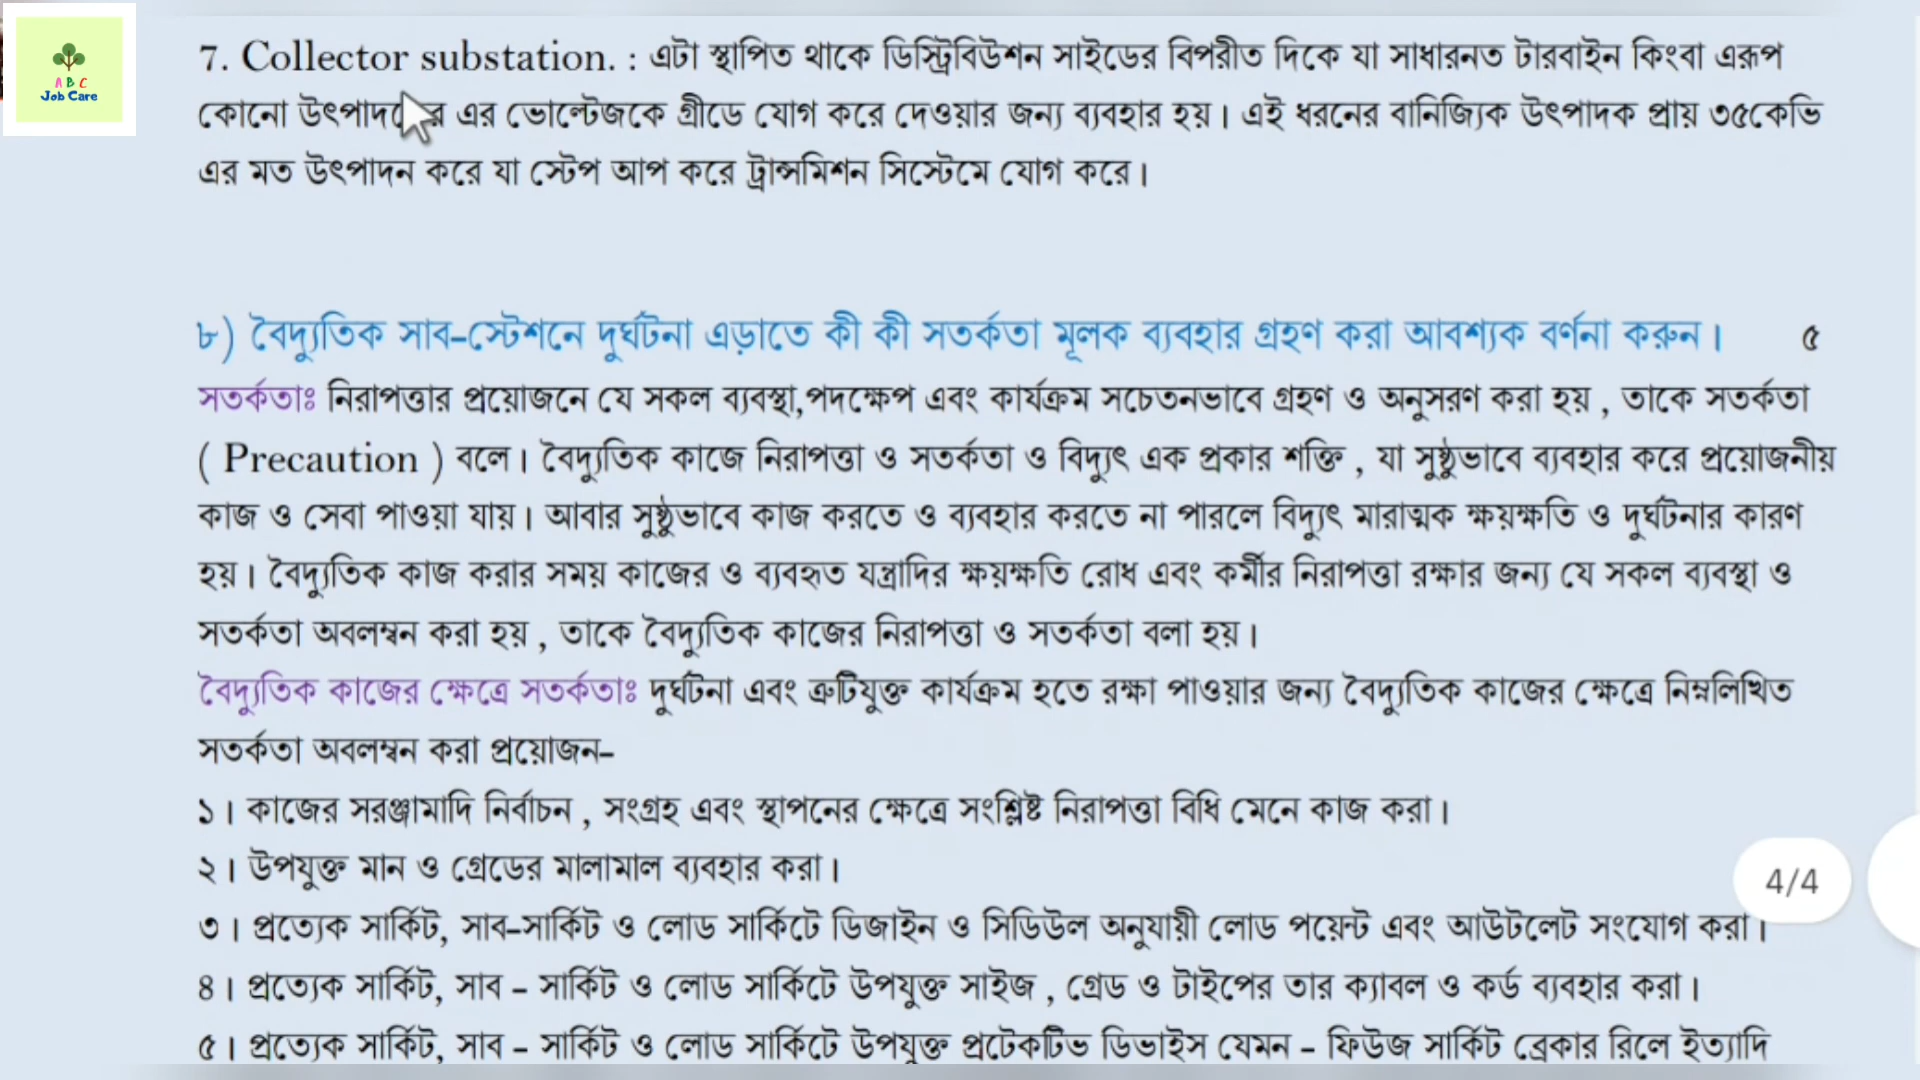 A B C
Job Care
7. Collector substation. : এটা স্থাপিত থাকে ডিস্ট্রিবিউশন সাইডের বিপরীত দিকে যা সাধারনত টারবাইন কিংবা এরূপ
কোনো এর ভোল্টেজকে গ্রীডে যোগ করে দেওয়ার জন্য ব্যবহার হয়। এই ধরনের বানিজ্যিক উৎপাদক প্রায় ৩৫কেভি
এর মত উৎপাদন করে যা স্টেপ আপ করে ট্রান্সমিশন সিস্টেমে যোগ করে।
৮) বৈদ্যুতিক সাব-স্টেশনে দুর্ঘটনা এড়াতে কী কী সতর্কতা মূলক ব্যবহার গ্রহণ করা আবশ্যক বর্ণনা করুন। ৫
সতর্কতাঃ নিরাপত্তার প্রয়োজনে যে সকল ব্যবস্থা,পদক্ষেপ এবং কার্যক্রম সচেতনভাবে গ্রহণ ও অনুসরণ করা হয় , তাকে সতর্কতা
( Precaution ) বলে। বৈদ্যুতিক কাজে নিরাপত্তা ও সতর্কতা ও বিদ্যুৎ এক প্রকার শক্তি , যা সুষ্ঠুভাবে ব্যবহার করে প্রয়োজনীয়
কাজ ও সেবা পাওয়া যায়। আবার সুষ্ঠুভাবে কাজ করতে ও ব্যবহার করতে না পারলে বিদ্যুৎ মারাত্মক ক্ষয়ক্ষতি ও দুর্ঘটনার কারণ
হয়। বৈদ্যুতিক কাজ করার সময় কাজের ও ব্যবহৃত যন্ত্রাদির ক্ষয়ক্ষতি রোধ এবং কর্মীর নিরাপত্তা রক্ষার জন্য যে সকল ব্যবস্থা ও
সতর্কতা অবলম্বন করা হয় , তাকে বৈদ্যুতিক কাজের নিরাপত্তা ও সতর্কতা বলা হয়।
বৈদ্যুতিক কাজের ক্ষেত্রে সতর্কতাঃ দুর্ঘটনা এবং ত্রুটিযুক্ত কার্যক্রম হতে রক্ষা পাওয়ার জন্য বৈদ্যুতিক কাজের ক্ষেত্রে নিম্নলিখিত
সতর্কতা অবলম্বন করা প্রয়োজন-
১। কাজের সরঞ্জামাদি নির্বাচন , সংগ্রহ এবং স্থাপনের ক্ষেত্রে সংশ্লিষ্ট নিরাপত্তা বিধি মেনে কাজ করা।
২। উপযুক্ত মান ও গ্রেডের মালামাল ব্যবহার করা।
৩। প্রত্যেক সার্কিট, সাব-সার্কিট ও লোড সার্কিটে ডিজাইন ও সিডিউল অনুযায়ী লোড পয়েন্ট এবং আউটলেট সংযোগ করা।
৪। প্রত্যেক সার্কিট, সাব – সার্কিট ও লোড সার্কিটে উপযুক্ত সাইজ , গ্রেড ও টাইপের তার ক্যাবল ও কর্ড ব্যবহার করা।
৫। প্রত্যেক সার্কিট, সাব – সার্কিট ও লোড সার্কিটে উপযুক্ত প্রটেকটিভ ডিভাইস যেমন – ফিউজ সার্কিট ব্রেকার রিলে ইত্যাদি
4/4